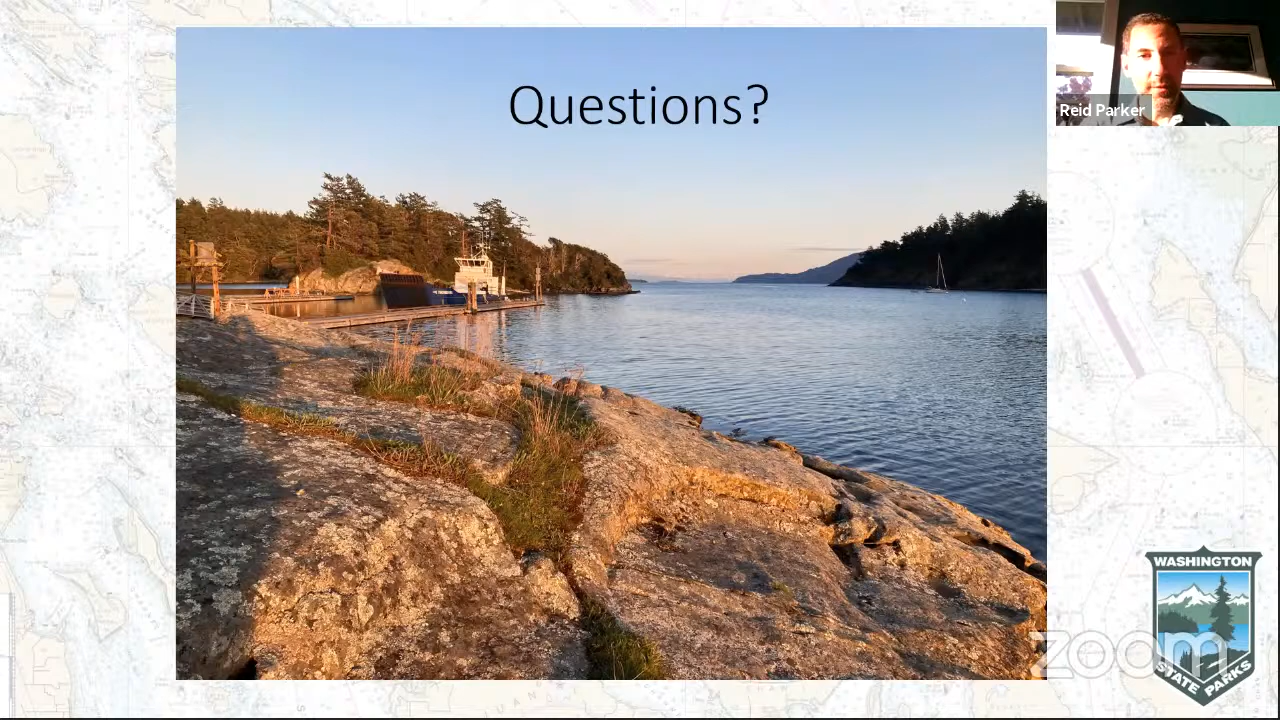 Questions?
Reid Parker
WASHINGTON
zoom
STATE PARKS